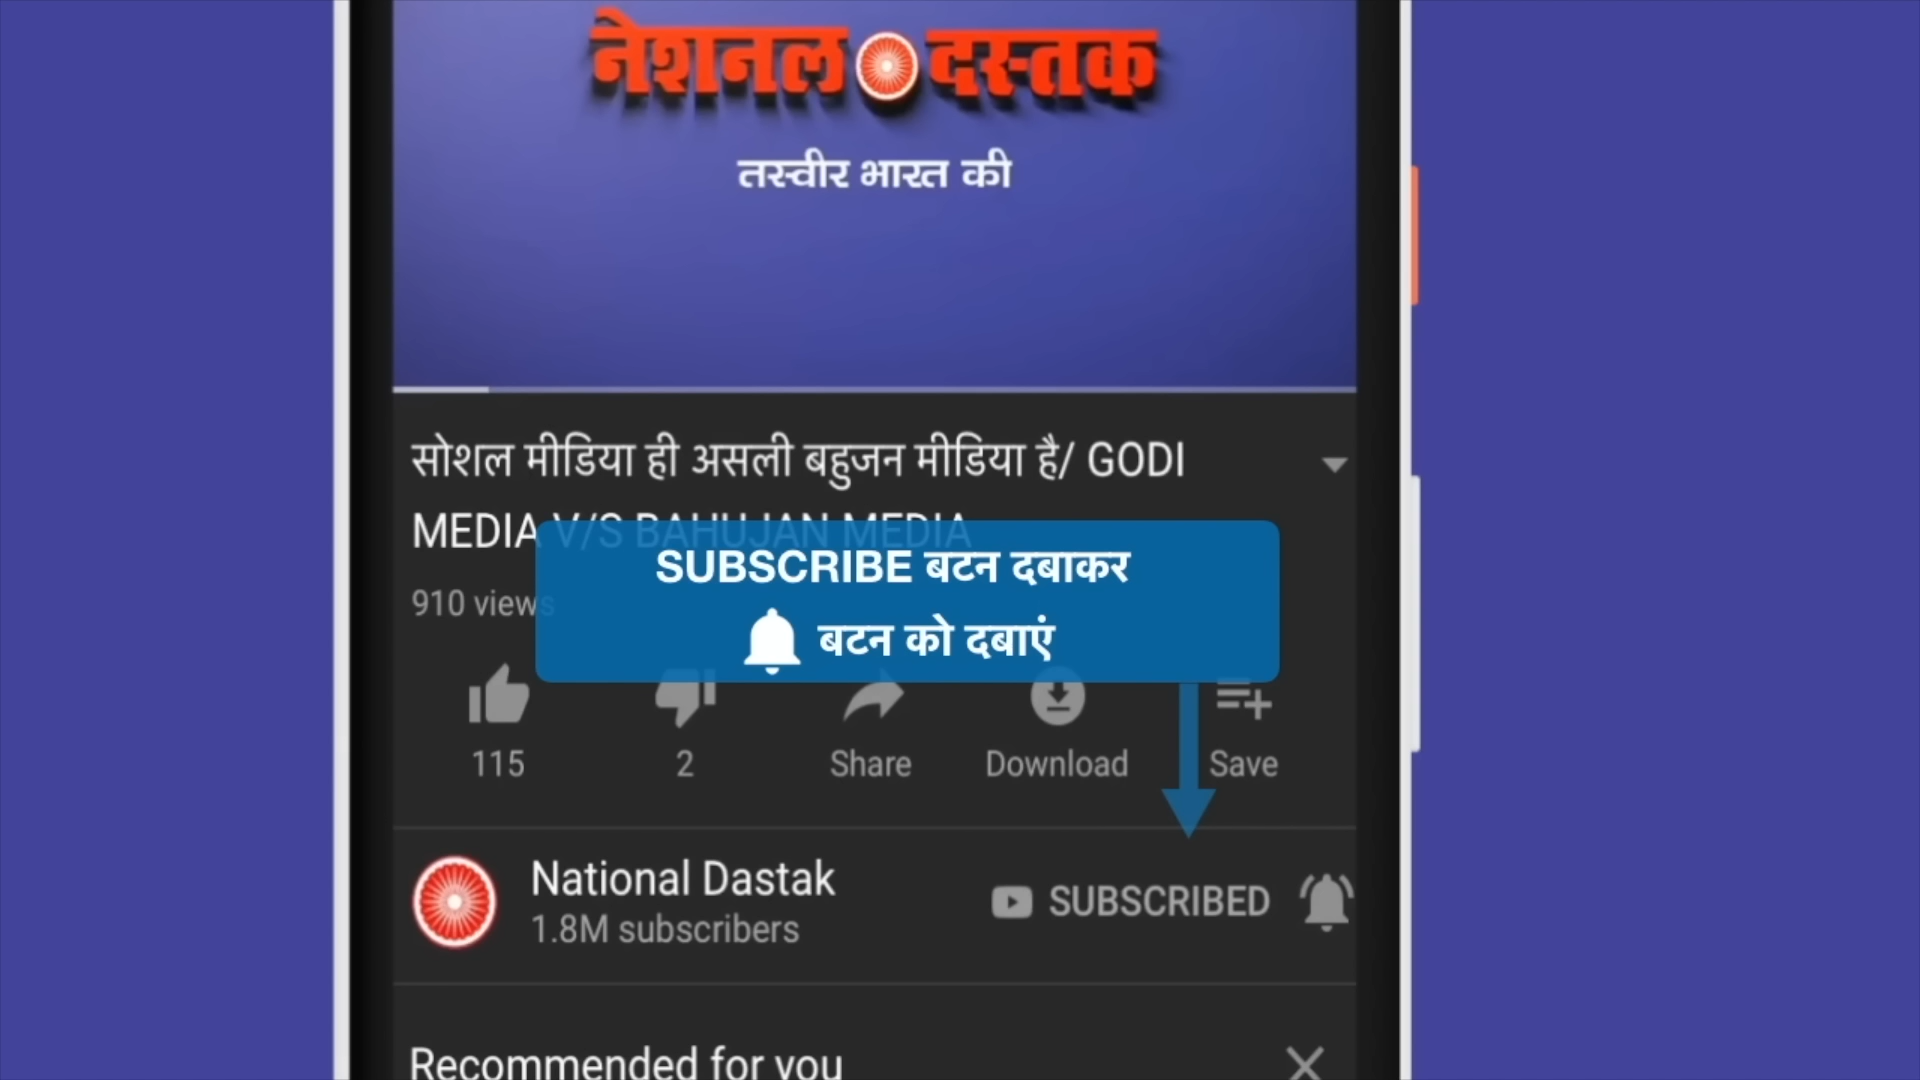 नेशनल दस्तक
तस्वीर भारत की
सोशल मीडिया ही असली बहुजन मीडिया है/ GODI
MEDIA V/S BAHUJAN MEDIA
910 views
SUBSCRIBE बटन दबाकर
बटन को दबाएं
115
2
Share
Download
Save
National Dastak
1.8M subscribers
SUBSCRIBED
Recommended for you